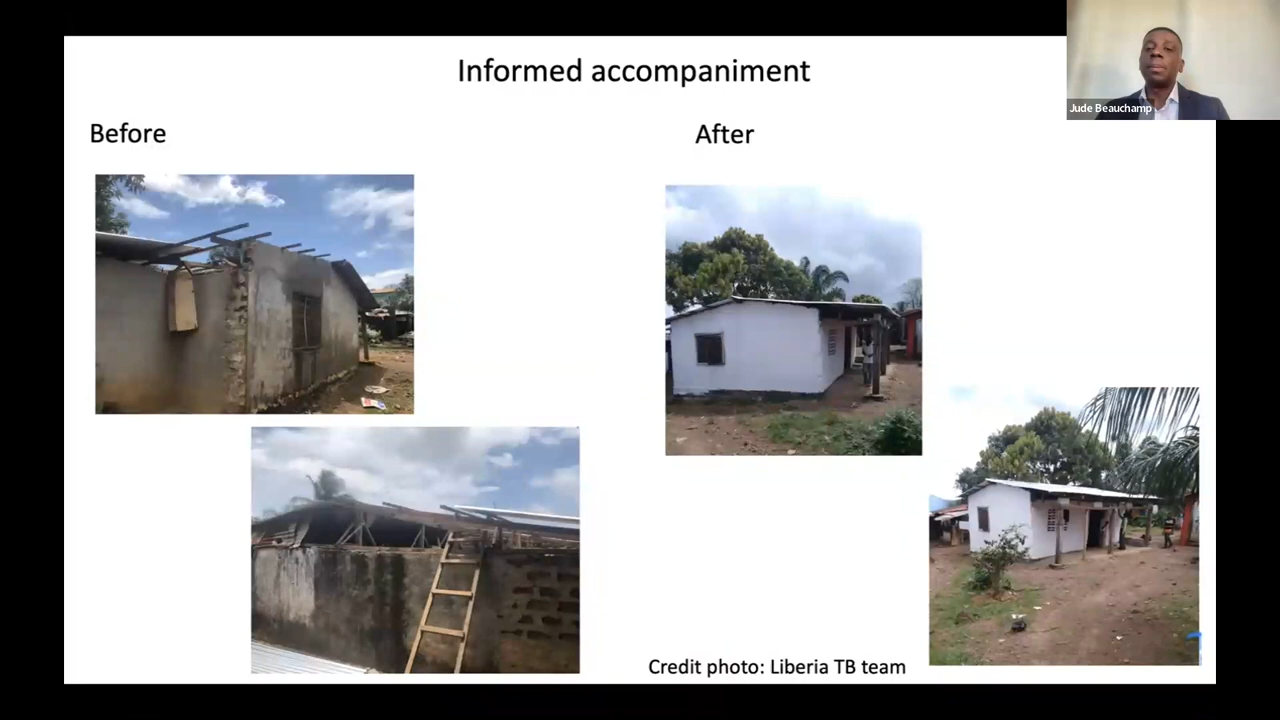 Informed accompaniment
Jude Beauchamp
Before
After
Credit photo: Liberia TB team